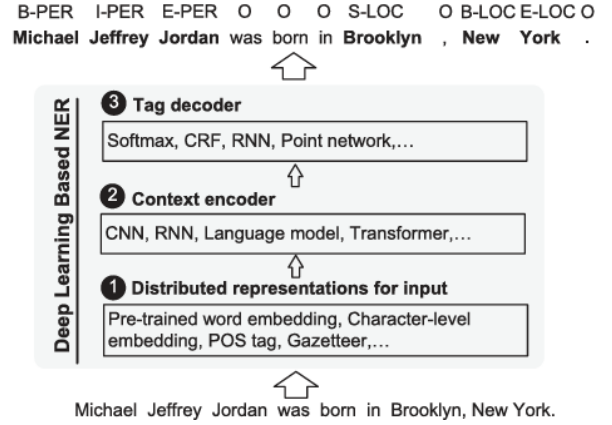 B-PER I-PER E-PER O O O S-LOC O B-LOC E-LOC O
Michael Jeffrey Jordan was born in Brooklyn , New York .
Deep Learning Based NER
3 Tag decoder
Softmax, CRF, RNN, Point network,...
2 Context encoder
CNN, RNN, Language model, Transformer,...
1 Distributed representations for input
Pre-trained word embedding, Character-level
embedding, POS tag, Gazetteer,...
Michael Jeffrey Jordan was born in Brooklyn, New York.